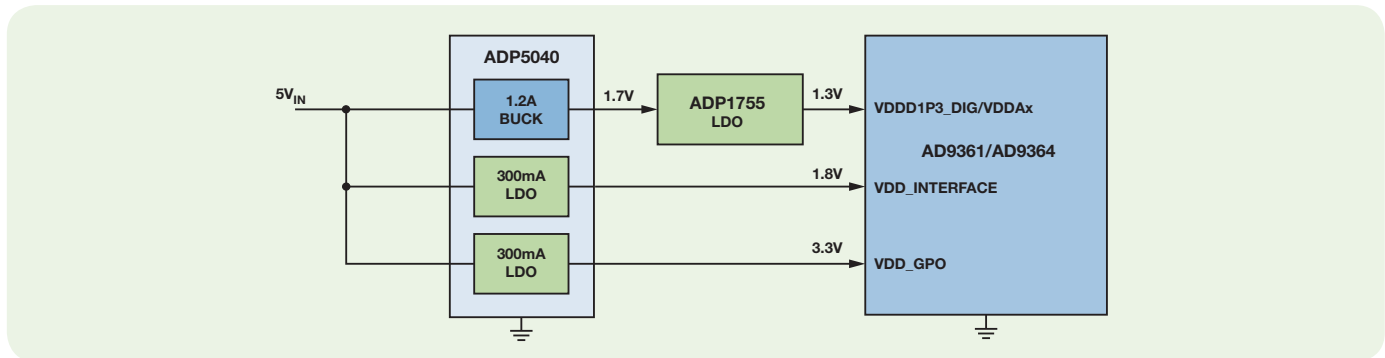 ADP5040
5VIN
1.2A
BUCK
1.7V
ADP1755
LDO
1.3V
VDDD1P3_DIG/VDDAx
AD9361/AD9364
300mA
LDO
1.8V
VDD_INTERFACE
300mA
LDO
3.3V
VDD_GPO